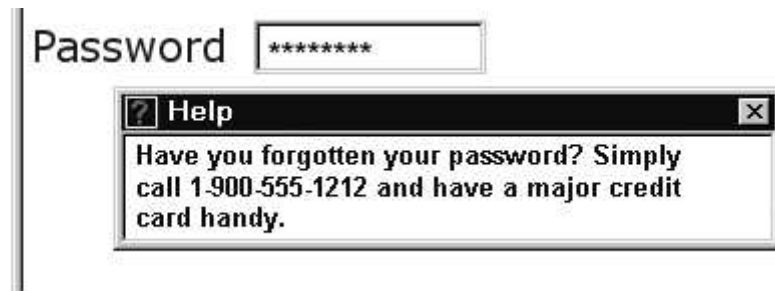 Password ********
? Help X
Have you forgotten your password? Simply
call 1-900-555-1212 and have a major credit
card handy.